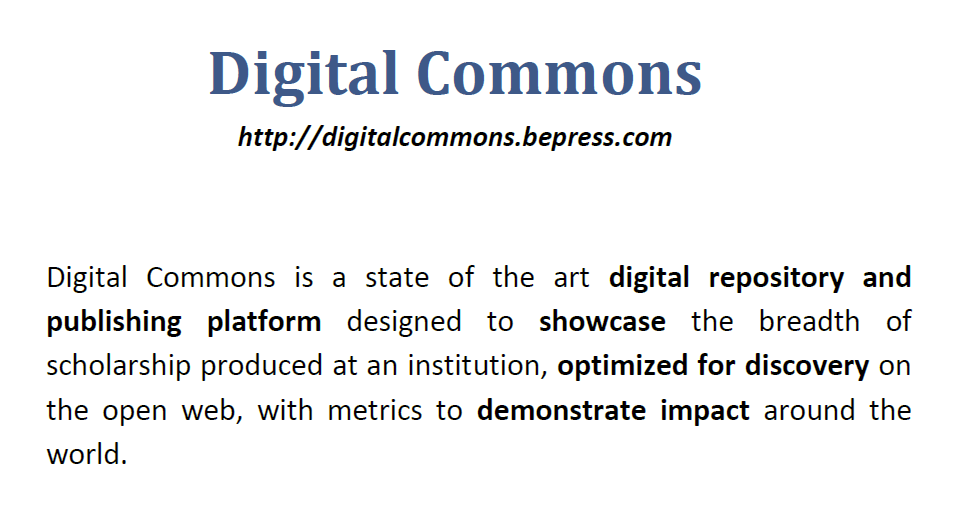 Digital Commons
http://digitalcommons.bepress.com
Digital Commons is a state of the art digital repository and
publishing platform designed to showcase the breadth of
scholarship produced at an institution, optimized for discovery on
the open web, with metrics to demonstrate impact around the
world.